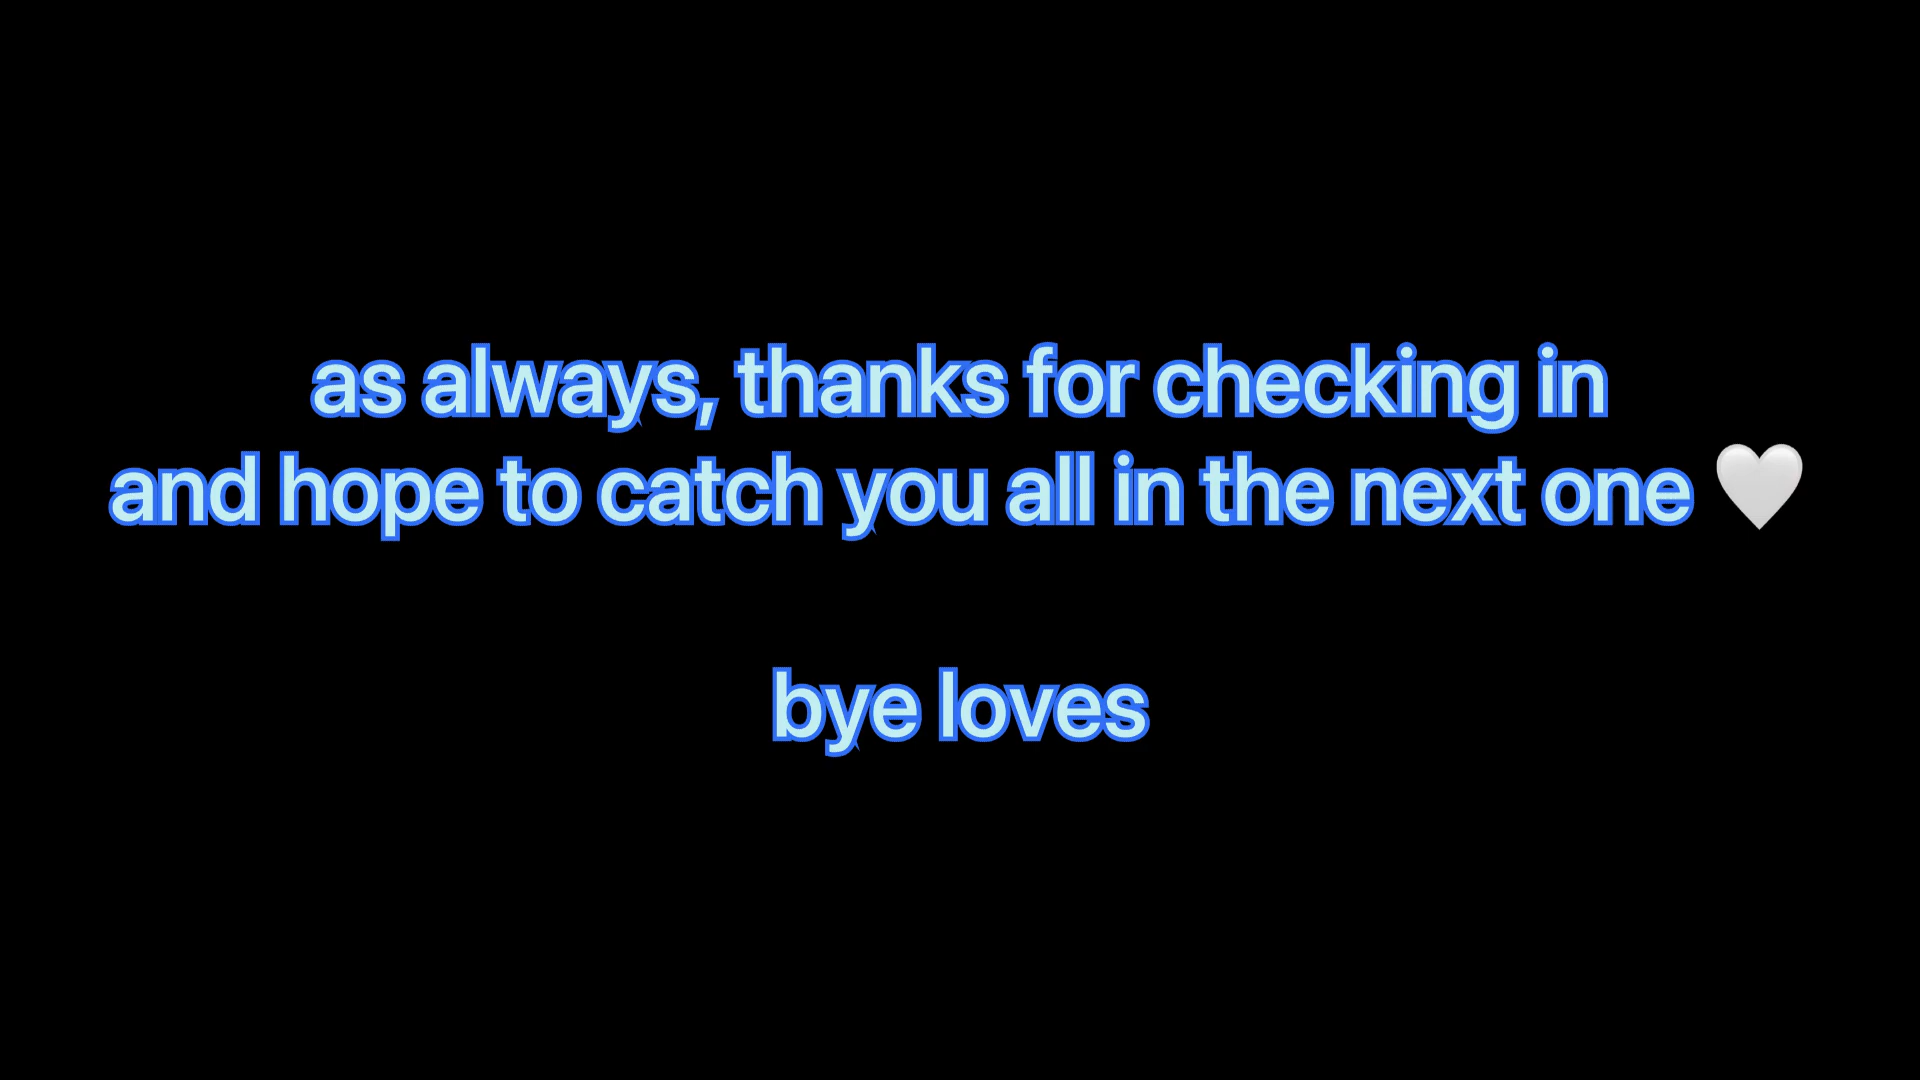 as always, thanks for checking in
and hope to catch you all in the next one 🤍
bye loves